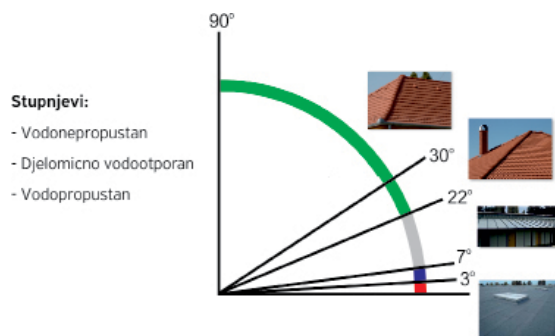 90°
Stupnjevi:
- Vodonepropustan
- Djelomicno vodootporan
- Vodopropustan
30°
22°
7°
3°